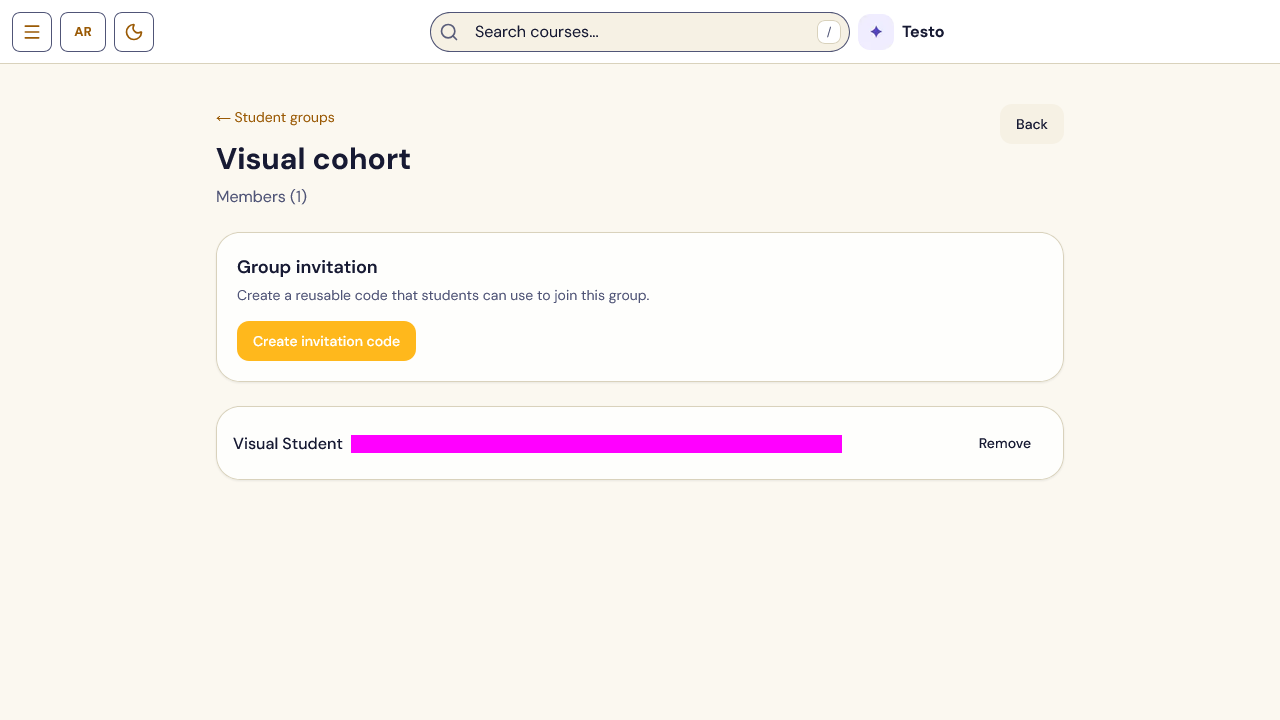 AR
Search courses...
/
Testo
← Student groups
Back
Visual cohort
Members (1)
Group invitation
Create a reusable code that students can use to join this group.
Create invitation code
Visual Student
Remove